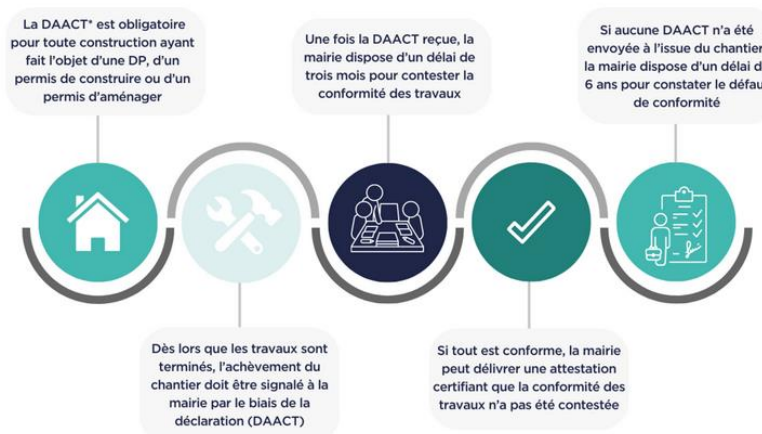 La DAACT* est obligatoire
pour toute construction ayant
fait l'objet d'une DP, d'un
permis de construire ou d'un
permis d'aménager
Dès lors que les travaux sont
terminés, l'achèvement du
chantier doit être signalé à la
mairie par le biais de la
déclaration (DAACT)
Une fois la DAACT reçue, la
mairie dispose d'un délai de
trois mois pour contester la
conformité des travaux
Si tout est conforme, la mairie
peut délivrer une attestation
certifiant que la conformité des
travaux n'a pas été contestée
Si aucune DAACT n'a été
envoyée à l'issue du chantier
la mairie dispose d'un délai d
6 ans pour constater le défau
de conformité